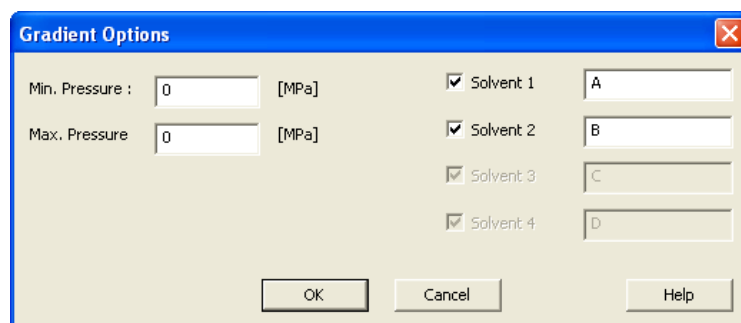 Gradient Options
Min. Pressure : 0 [MPa] Solvent 1 A
Max. Pressure 0 [MPa] Solvent 2 B
Solvent 3 C
Solvent 4 D
OK Cancel Help